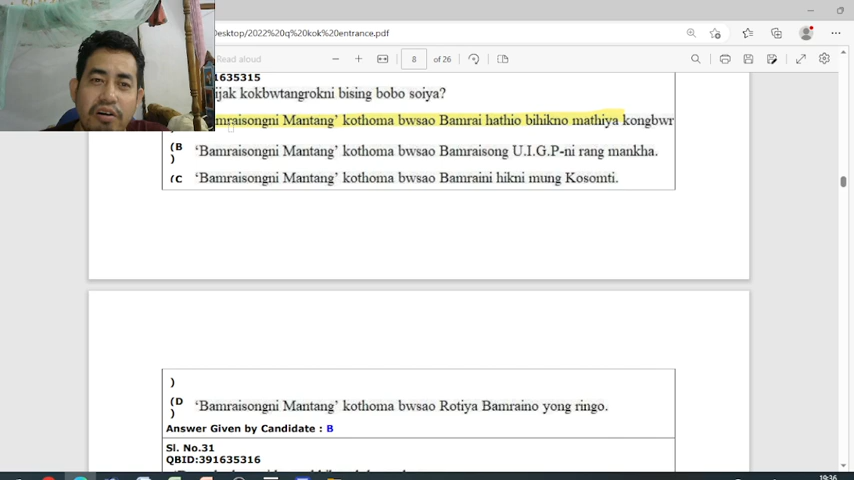 Desktop/2022%20q%20kok%20entrance.pdf
Read aloud
8
of 26
91635315
ijak kokbwtangrokni bising bobo soiya?
amraisongni Mantang’ kothoma bwsao Bamrai hathio bihikno mathiya kongbwr
(B
)
‘Bamraisongni Mantang’ kothoma bwsao Bamraisong U.I.G.P-ni rang mankha.
(C
‘Bamraisongni Mantang’ kothoma bwsao Bamraini hikni mung Kosomti.
)
(D
)
‘Bamraisongni Mantang’ kothoma bwsao Rotiya Bamraino yong ringo.
Answer Given by Candidate : B
Sl. No.31
QBID:391635316
19:36